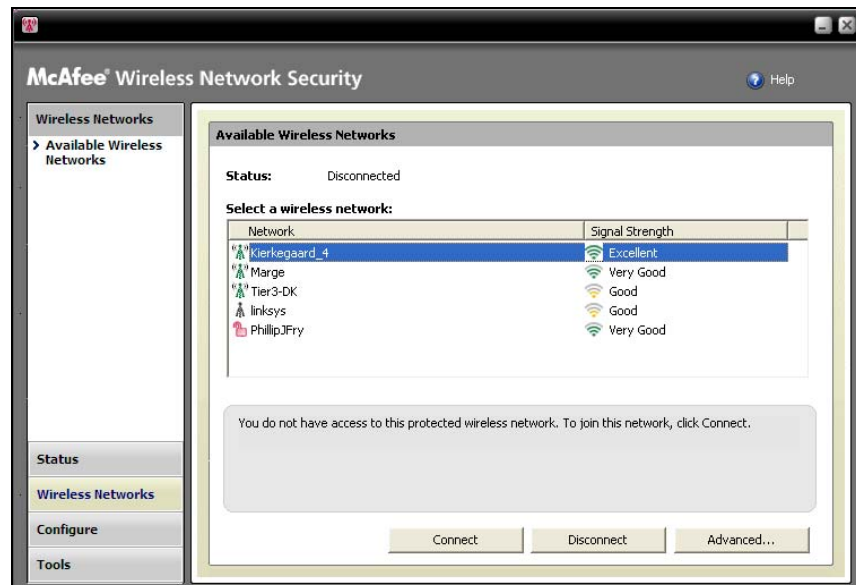 McAfee® Wireless Network Security
Help
Wireless Networks
Available Wireless
Networks
Status
Wireless Networks
Configure
Tools
Available Wireless Networks
Status: Disconnected
Select a wireless network:
Network Signal Strength
Kierkegaard_4 Excellent
Marge Very Good
Tier3-DK Good
linksys Good
PhillipJFry Very Good
You do not have access to this protected wireless network. To join this network, click Connect.
Connect Disconnect Advanced...